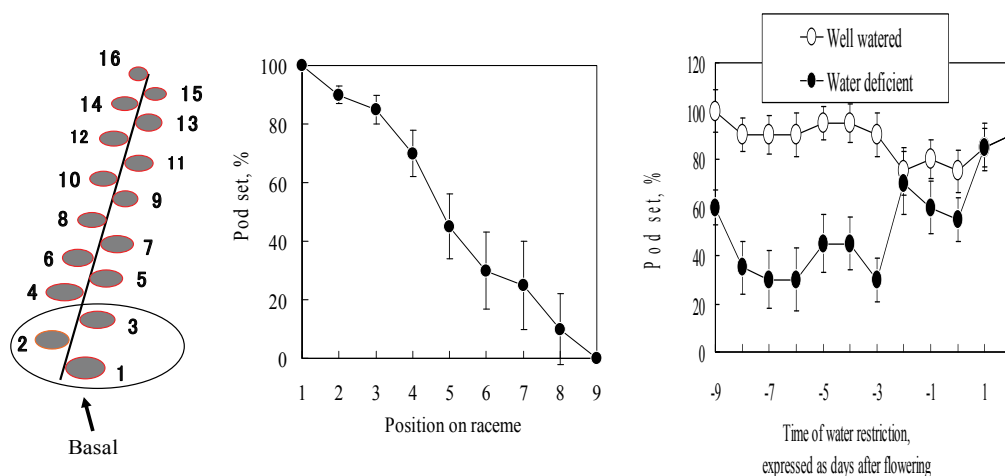 16
15
14
13
12
11
10
9
8
7
6
5
4
3
2
1
Basal
100
80
60
40
20
0
Pod set, %
1 2 3 4 5 6 7 8 9
Position on raceme
Well watered
Water deficient
120
100
80
60
40
20
0
Pod set, %
-9 -7 -5 -3 -1 1
Time of water restriction,
expressed as days after flowering